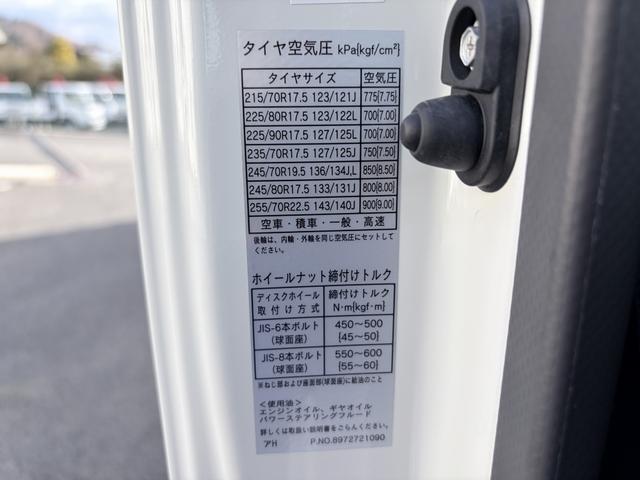 タイヤ空気圧 kPa{kgf/cm²}
タイヤサイズ 空気圧
215/70R17.5 123/121J 775{7.75}
225/80R17.5 123/122L 700{7.00}
225/90R17.5 127/125L 700{7.00}
235/70R17.5 127/125J 750{7.50}
245/70R19.5 136/134J,L 850{8.50}
245/80R17.5 133/131J 800{8.00}
255/70R22.5 143/140J 900{9.00}
空車・積車・一般・高速
後輪は、内輪・外輪を同じ空気圧にセットして
ください。
ホイールナット締付けトルク
ディスクホイール 締付けトルク
取付け方式 N・m{kgf・m}
JIS-6本ボルト 450～500
(球面座) {45～50}
JIS-8本ボルト 550～600
(球面座) {55～60}
※ねじ部および座面部(球面座)に給油のこと
＜使用油＞
エンジンオイル、ギヤオイル
パワーステアリングフルード
詳しくは取扱い説明書をごらんください。
アH P.NO.8972721090